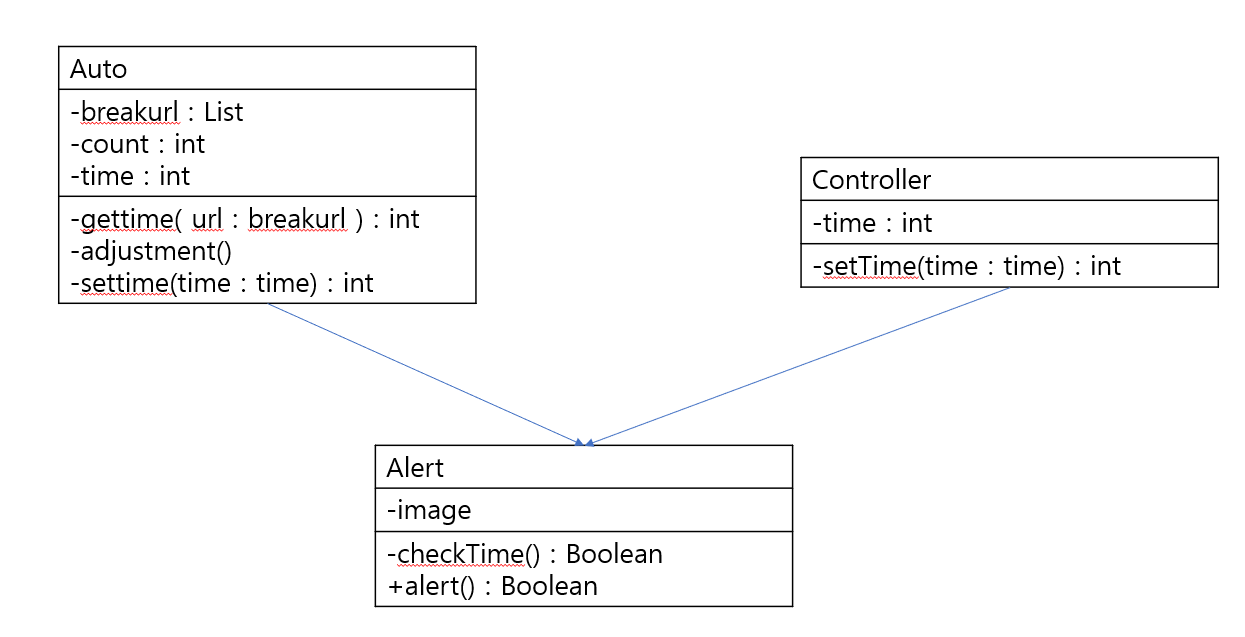 Auto
-breakurl : List
-count : int
-time : int
-gettime( url : breakurl ) : int
-adjustment()
-settime(time : time) : int
Controller
-time : int
-setTime(time : time) : int
Alert
-image
-checkTime() : Boolean
+alert() : Boolean